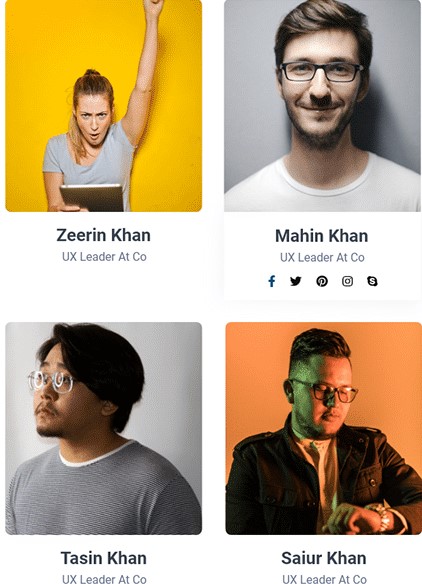 Zeerin Khan
UX Leader At Co
Mahin Khan
UX Leader At Co
Tasin Khan
UX Leader At Co
Saiur Khan
UX Leader At Co